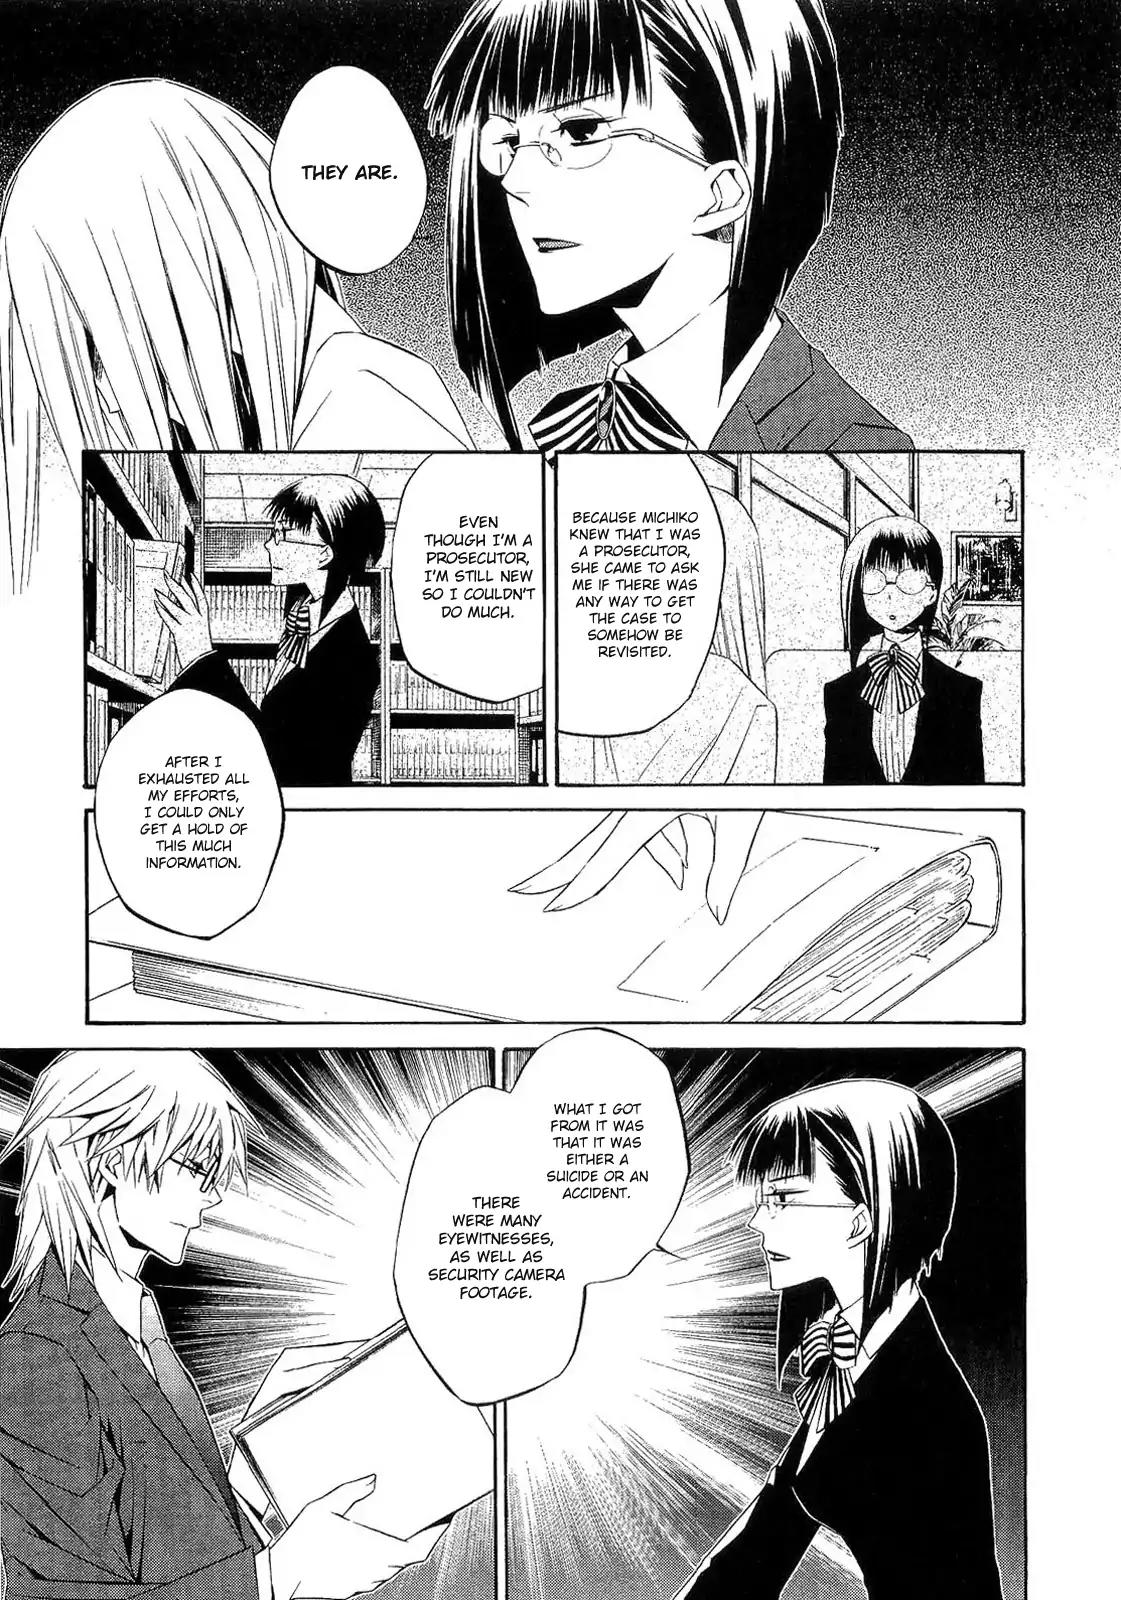 THEY ARE.
BECAUSE MICHIKO
KNEW THAT I WAS
A PROSECUTOR,
SHE CAME TO ASK
ME IF THERE WAS
ANY WAY TO GET
THE CASE TO
SOMEHOW BE
REVISITED.
EVEN
THOUGH I'M A
PROSECUTOR,
I'M STILL NEW
SO I COULDN'T
DO MUCH.
AFTER I
EXHAUSTED ALL
MY EFFORTS,
I COULD ONLY
GET A HOLD OF
THIS MUCH
INFORMATION.
WHAT I GOT
FROM IT WAS
THAT IT WAS
EITHER A
SUICIDE OR AN
ACCIDENT.
THERE
WERE MANY
EYEWITNESSES,
AS WELL AS
SECURITY CAMERA
FOOTAGE.